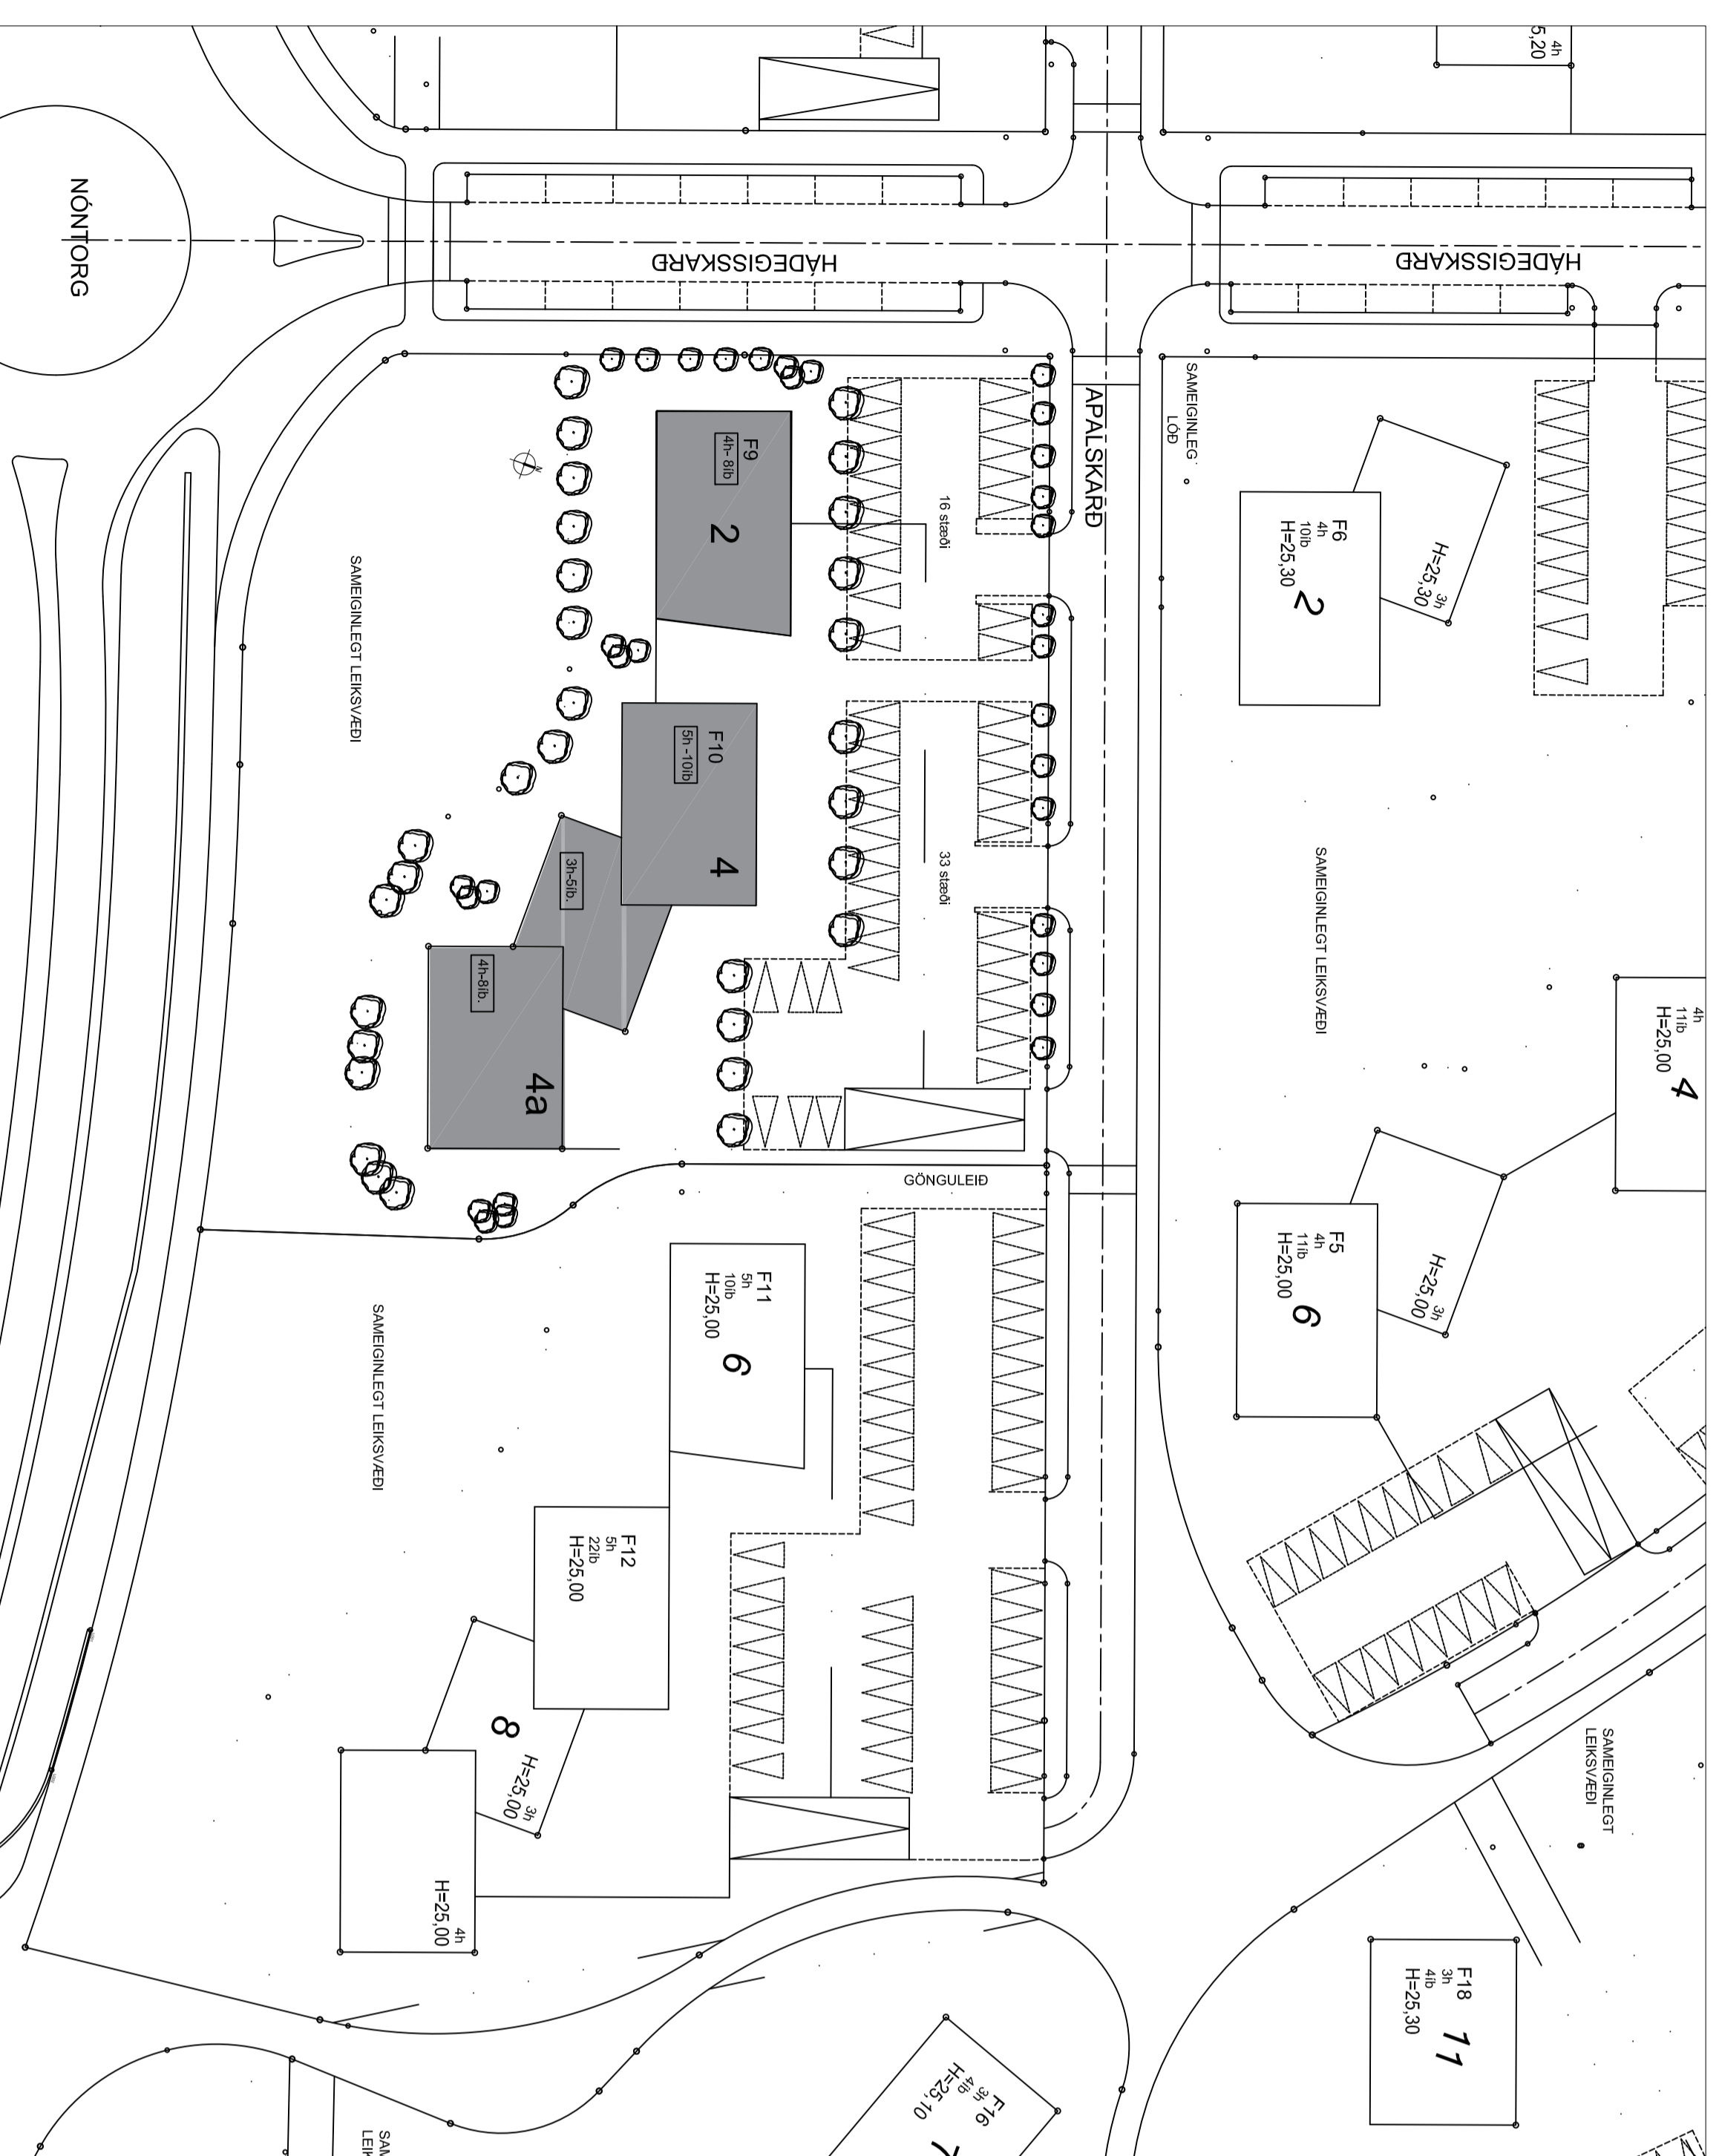 4h
5,20
NÓNTORG
HÁDEGISSKARÐ
HÁDEGISSKARÐ
APALSKARÐ
SAMEIGINLEG
LÓÐ
F9
4h- 8íb
2
16 stæði
F6
4h
10íb
H=25,30
2
3h
H=25,30
N
SAMEIGINLEGT LEIKSVÆÐI
F10
5h -10íb
4
33 stæði
3h-5íb.
4h-8íb.
4a
SAMEIGINLEGT LEIKSVÆÐI
4h
11íb
H=25,00
4
GÖNGULEIÐ
F5
4h
11íb
H=25,00
6
3h
H=25,00
F11
5h
10íb
H=25,00
6
SAMEIGINLEGT LEIKSVÆÐI
F12
5h
22íb
H=25,00
8
3h
H=25,00
4h
H=25,00
SAMEIGINLEGT
LEIKSVÆÐI
F18
3h
4íb
H=25,30
11
F16
3h
4íb
H=25,10
SAM
LEIK